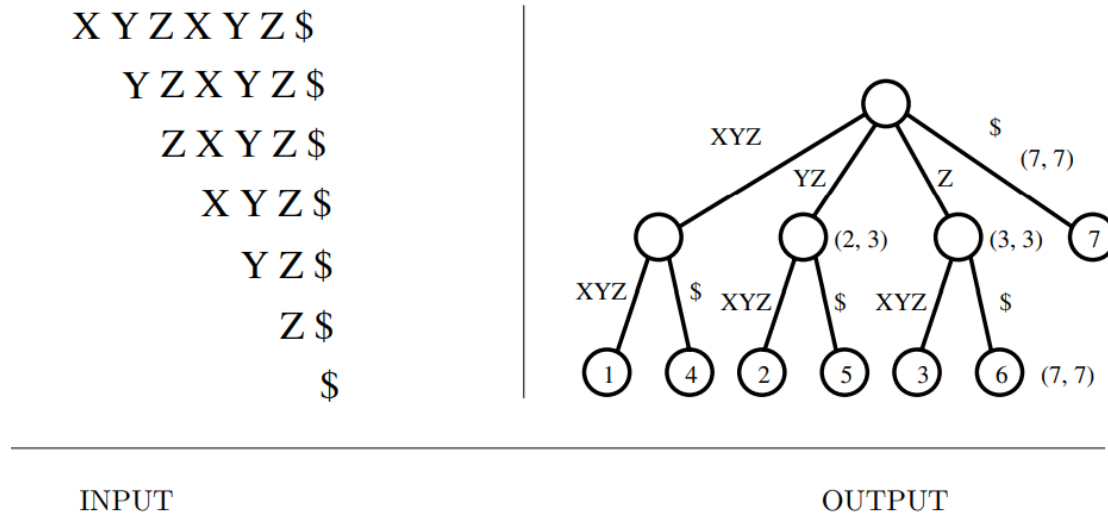 X Y Z X Y Z $
Y Z X Y Z $
Z X Y Z $
X Y Z $
Y Z $
Z $
$
XYZ
YZ
Z
$
(7, 7)
(2, 3)
(3, 3)
7
XYZ
$
XYZ
$
XYZ
$
1
4
2
5
3
6
(7, 7)
INPUT
OUTPUT